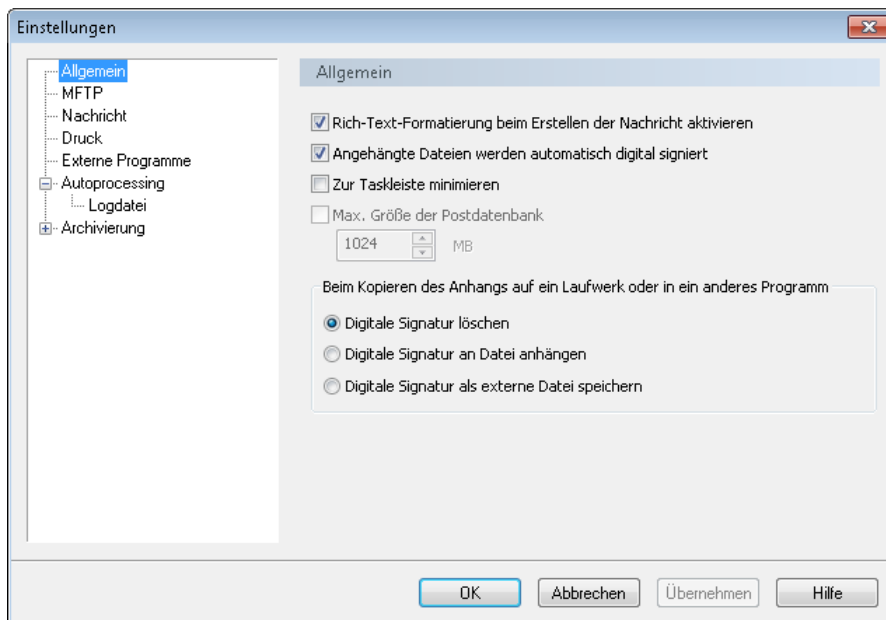 Einstellungen
Allgemein
MFTP
Nachricht
Druck
Externe Programme
Autoprocessing
Logdatei
Archivierung
Allgemein
Rich-Text-Formatierung beim Erstellen der Nachricht aktivieren
Angehängte Dateien werden automatisch digital signiert
Zur Taskleiste minimieren
Max. Größe der Postdatenbank
1024 MB
Beim Kopieren des Anhangs auf ein Laufwerk oder in ein anderes Programm
Digitale Signatur löschen
Digitale Signatur an Datei anhängen
Digitale Signatur als externe Datei speichern
OK Abbrechen Übernehmen Hilfe